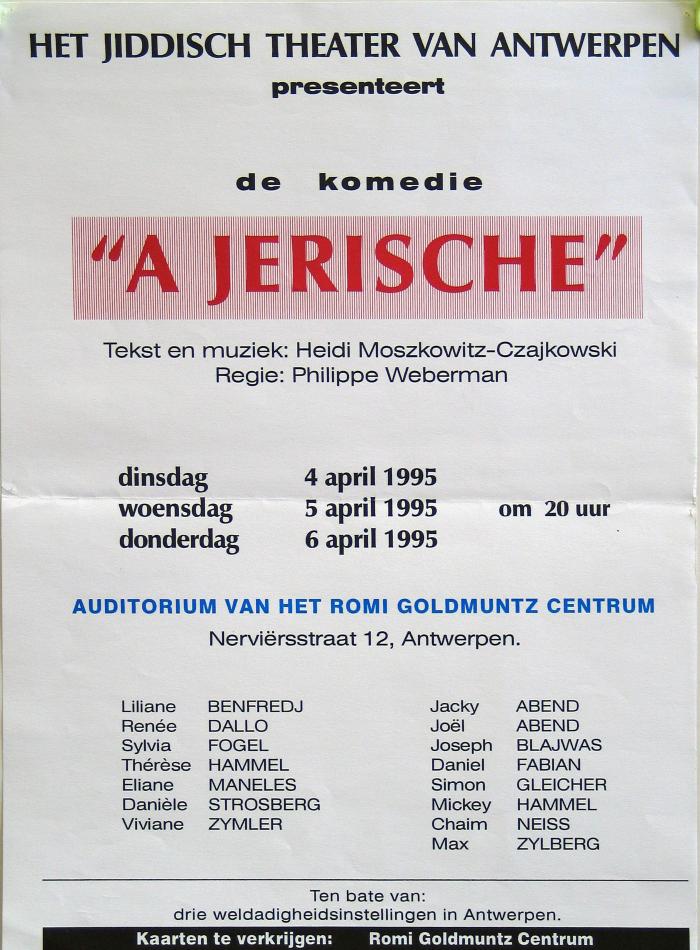 HET JIDDISCH THEATER VAN ANTWERPEN
presenteert
de komedie
“A JERISCHE”
Tekst en muziek: Heidi Moszkowitz-Czajkowski
Regie: Philippe Weberman
dinsdag 4 april 1995
woensdag 5 april 1995 om 20 uur
donderdag 6 april 1995
AUDITORIUM VAN HET ROMI GOLDMUNTZ CENTRUM
Nerviërsstraat 12, Antwerpen.
Liliane BENFREDJ Jacky ABEND
Renée DALLO Joël ABEND
Sylvia FOGEL Joseph BLAJWAS
Thérèse HAMMEL Daniel FABIAN
Eliane MANELES Simon GLEICHER
Danièle STROSBERG Mickey HAMMEL
Viviane ZYMLER Chaim NEISS
Max ZYLBERG
Ten bate van:
drie weldadigheidsinstellingen in Antwerpen.
Kaarten te verkrijgen: Romi Goldmuntz Centrum